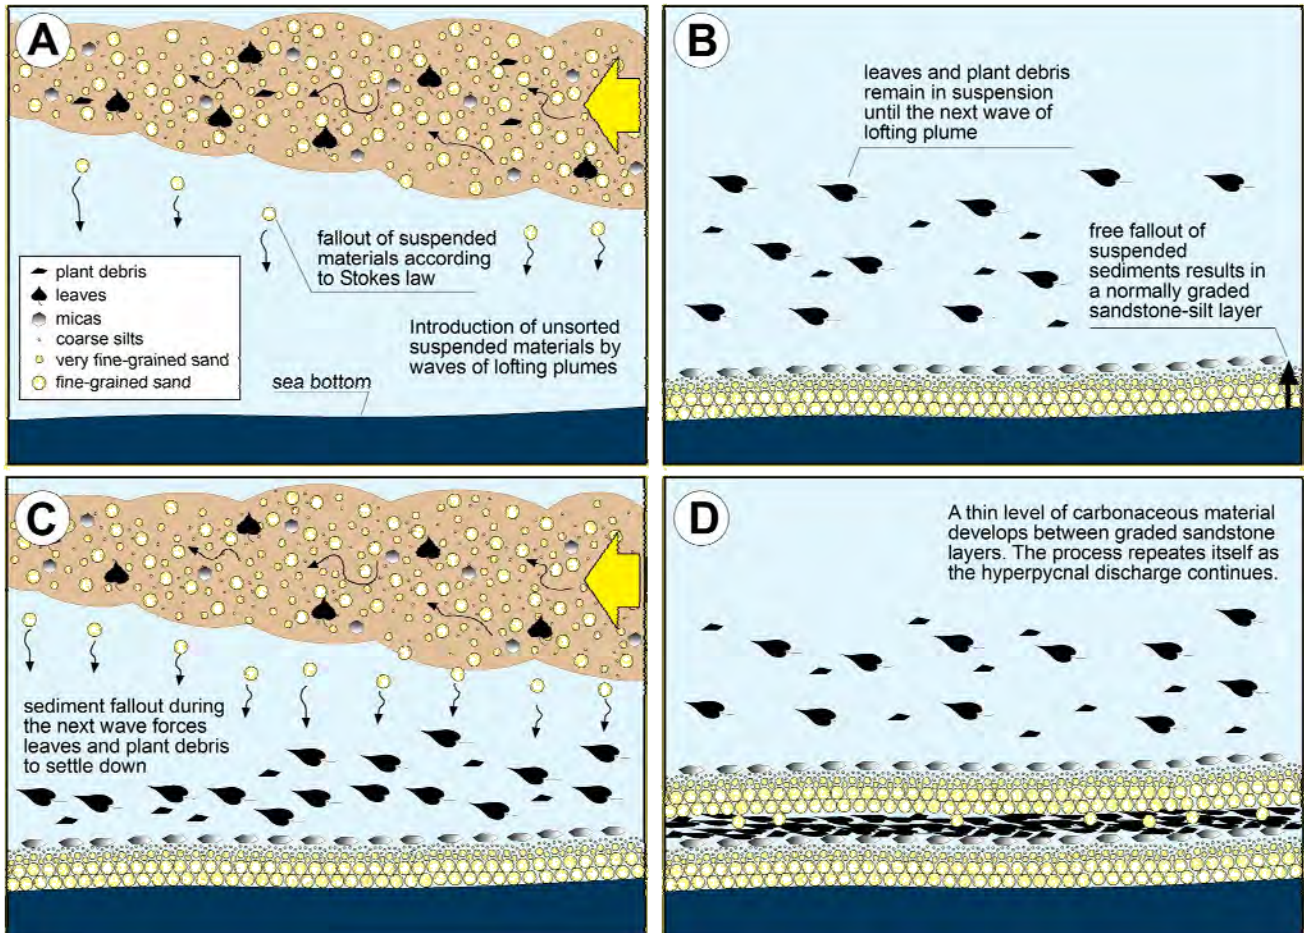 A
fallout of suspended
materials according
to Stokes law
plant debris
leaves
micas
coarse silts
very fine-grained sand
fine-grained sand
Introduction of unsorted
suspended materials by
waves of lofting plumes
sea bottom
B
leaves and plant debris
remain in suspension
until the next wave of
lofting plume
free fallout of
suspended
sediments results in
a normally graded
sandstone-silt layer
C
sediment fallout during
the next wave forces
leaves and plant debris
to settle down
D
A thin level of carbonaceous material
develops between graded sandstone
layers. The process repeates itself as
the hyperpycnal discharge continues.